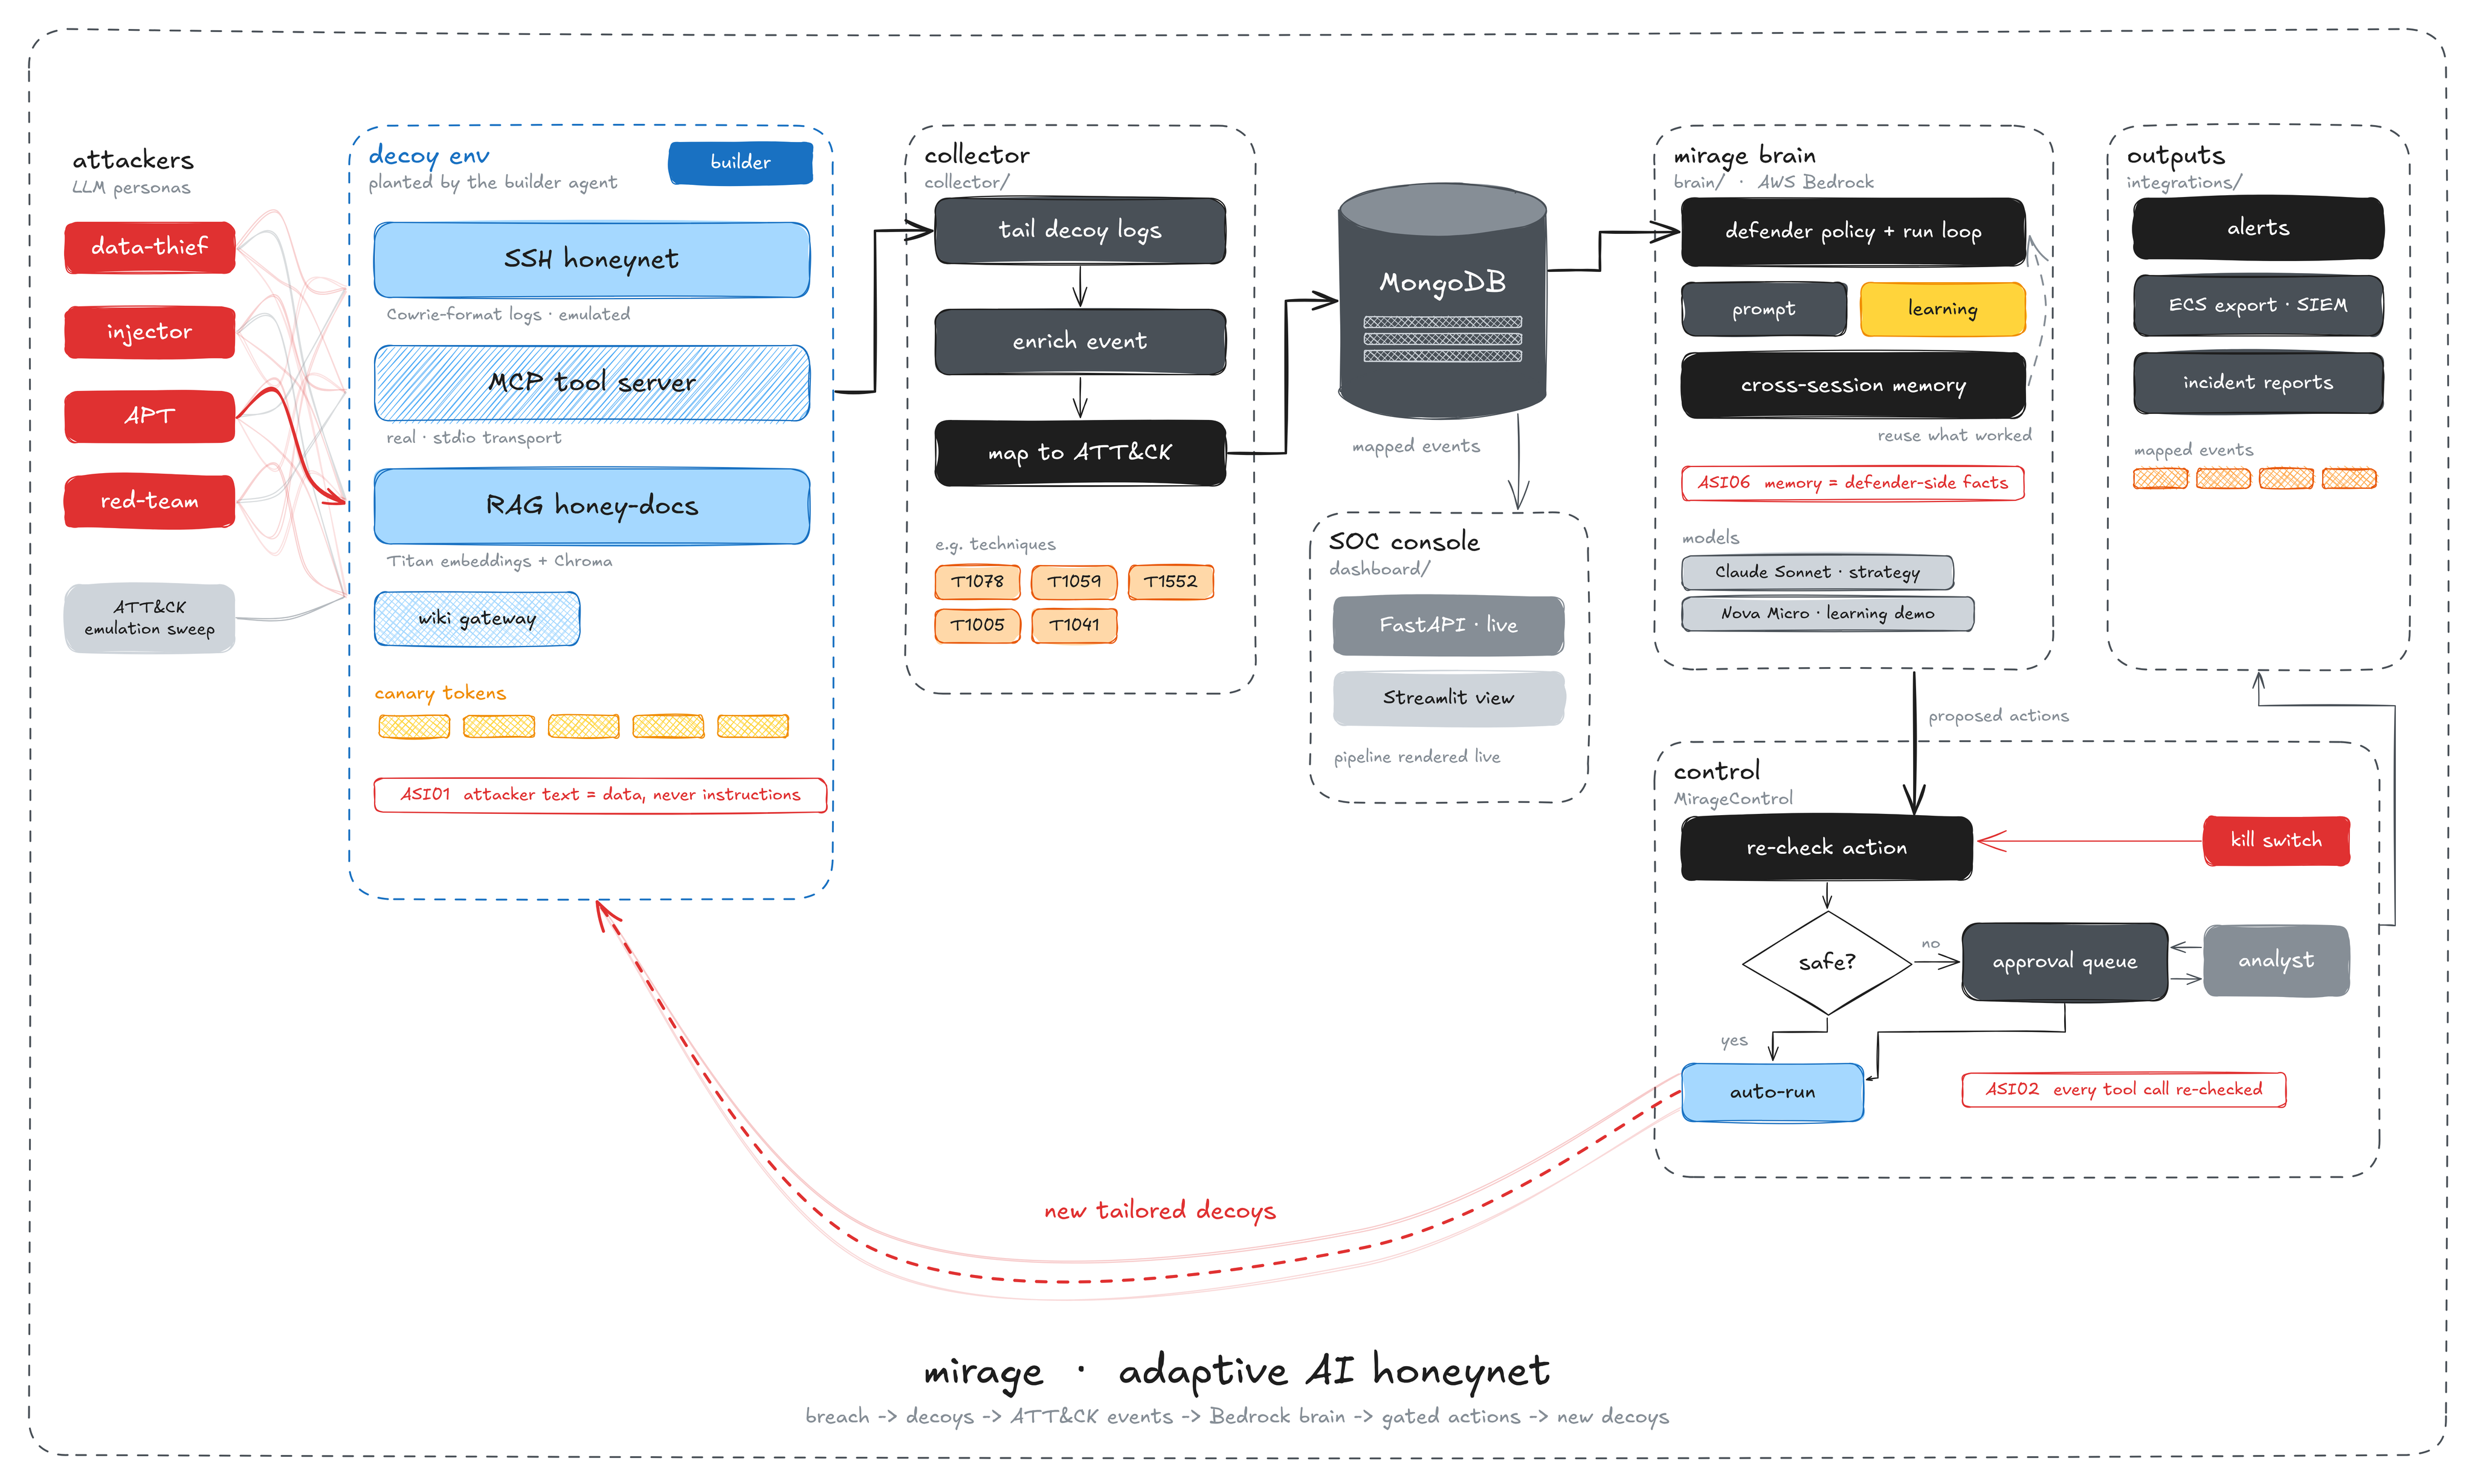 attackers
LLM personas
data-thief
injector
APT
red-team
ATT&CK
emulation sweep
decoy env
builder
planted by the builder agent
SSH honeynet
Cowrie-format logs · emulated
MCP tool server
real · stdio transport
RAG honey-docs
Titan embeddings + Chroma
wiki gateway
canary tokens
ASI01 attacker text = data, never instructions
collector
collector/
tail decoy logs
enrich event
map to ATT&CK
e.g. techniques
T1078
T1059
T1552
T1005
T1041
MongoDB
mapped events
SOC console
dashboard/
FastAPI · live
Streamlit view
pipeline rendered live
mirage brain
brain/ · AWS Bedrock
defender policy + run loop
prompt
learning
cross-session memory
reuse what worked
ASI06 memory = defender-side facts
models
Claude Sonnet · strategy
Nova Micro · learning demo
outputs
integrations/
alerts
ECS export · SIEM
incident reports
mapped events
proposed actions
control
MirageControl
re-check action
kill switch
safe?
no
approval queue
analyst
yes
auto-run
ASI02 every tool call re-checked
new tailored decoys
mirage · adaptive AI honeynet
breach -> decoys -> ATT&CK events -> Bedrock brain -> gated actions -> new decoys